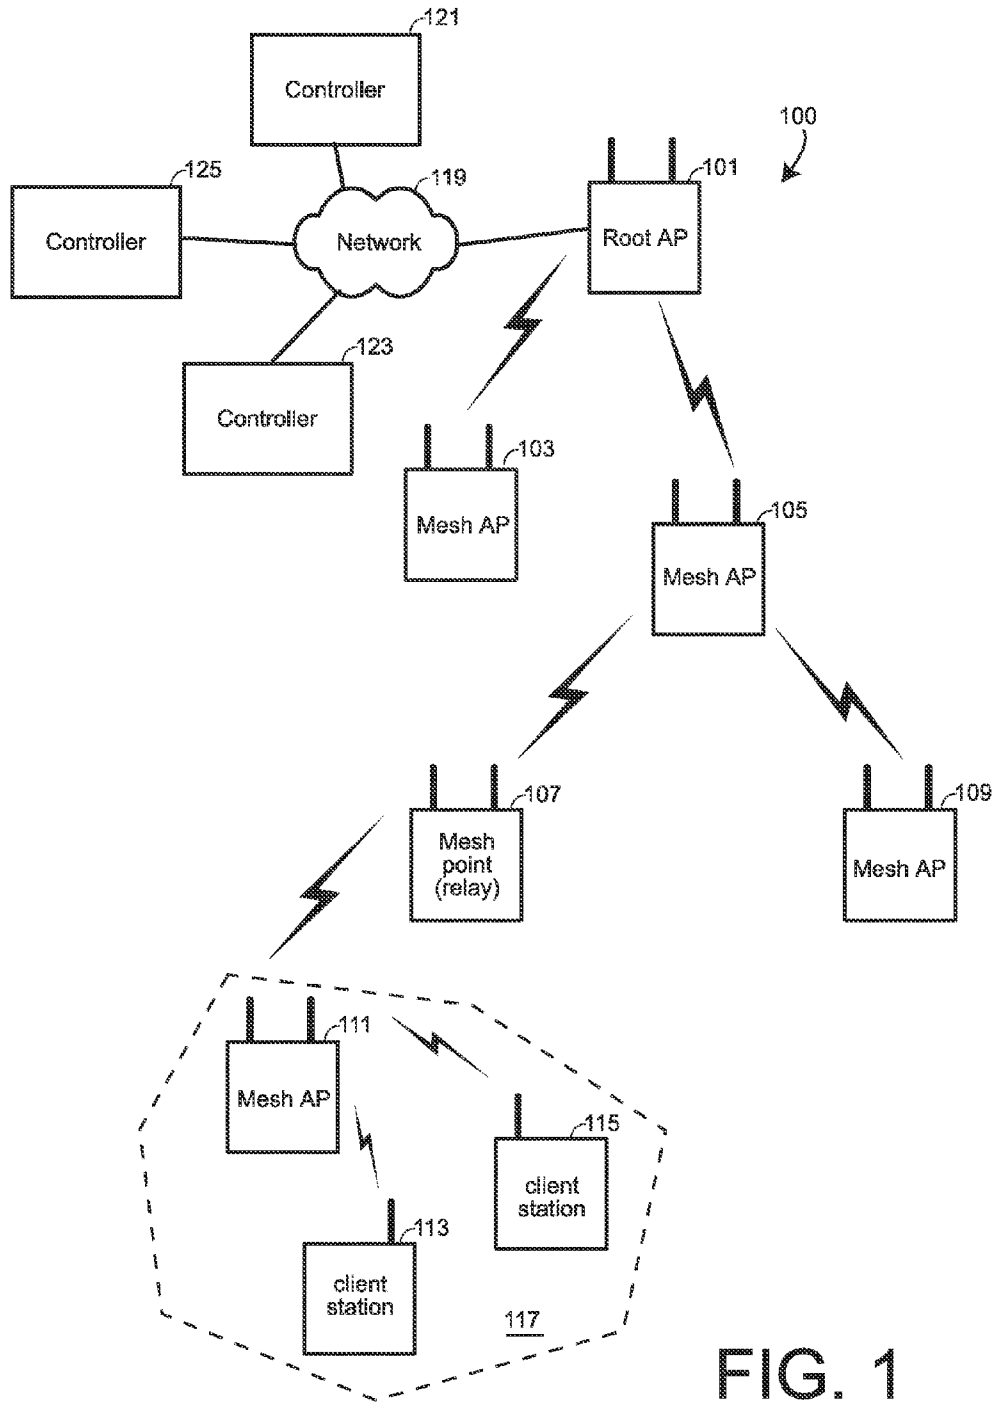 121
Controller
100
125
119
101
Controller
Network
Root AP
123
Controller
103
Mesh AP
105
Mesh AP
107
109
Mesh
point
(relay)
Mesh AP
111
Mesh AP
115
client
station
113
client
station
117
FIG. 1